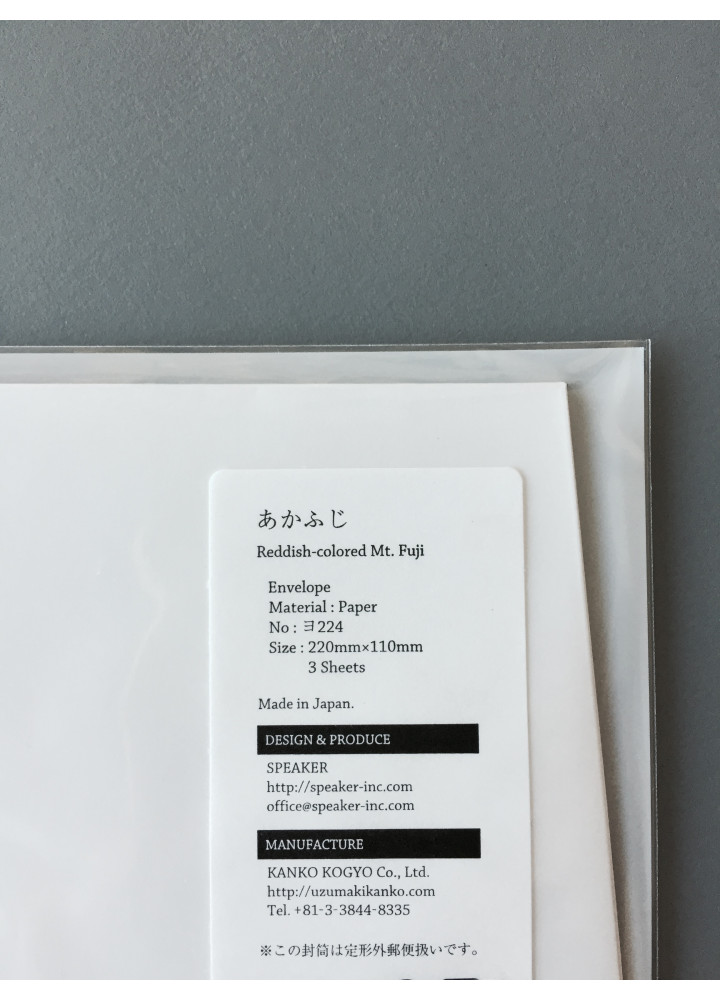 あかふじ
Reddish-colored Mt. Fuji
Envelope
Material : Paper
No : ヨ224
Size : 220mm×110mm
3 Sheets
Made in Japan.
DESIGN & PRODUCE
SPEAKER
http://speaker-inc.com
office@speaker-inc.com
MANUFACTURE
KANKO KOGYO Co., Ltd.
http://uzumakikanko.com
Tel. +81-3-3844-8335
※この封筒は定形外郵便扱いです。